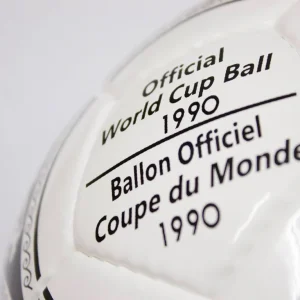 Official
World Cup Ball
1990
Ballon Officiel
Coupe du Monde
1990